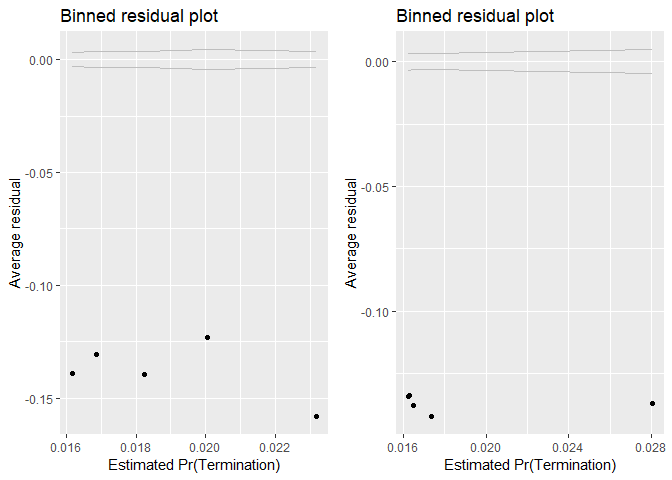 Binned residual plot
0.00
-0.05
-0.10
-0.15
Average residual
0.016
0.018
0.020
0.022
Estimated Pr(Termination)
Binned residual plot
0.00
-0.05
-0.10
Average residual
0.016
0.020
0.024
0.028
Estimated Pr(Termination)